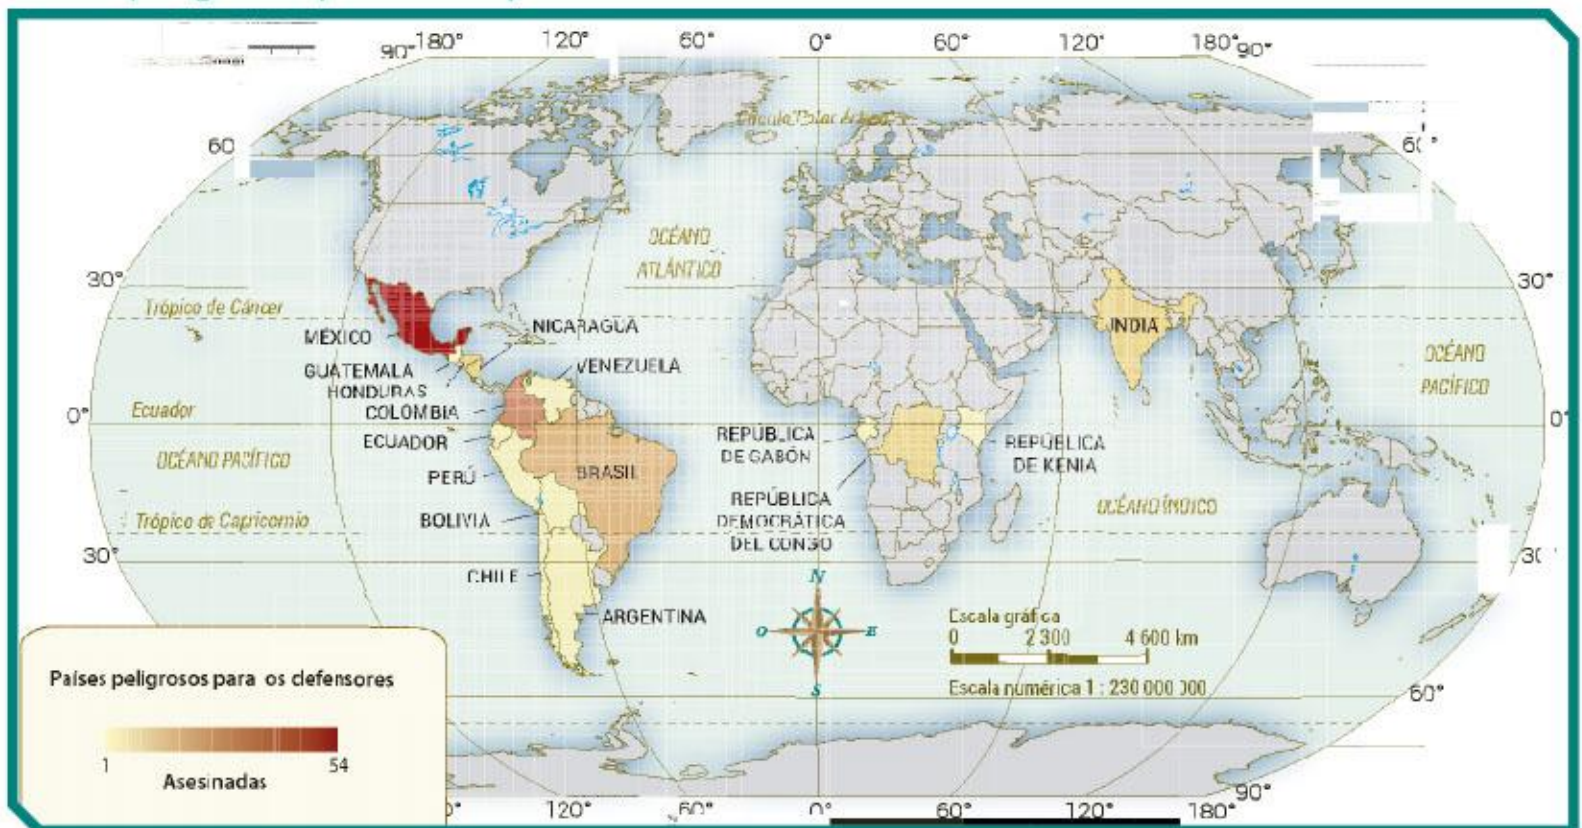 90° 180° 120° 60° 0° 60° 120° 180° 90°
60
30° 30°
OCÉANO
ATLÁNTICO
Trópico de Cáncer
MÉXICO
NICARAGUA
INDIA
GUATEMALA
VENEZUELA
HONDURAS
COLOMBIA
OCÉANO
PACÍFICO
0° Ecuador 0°
ECUADOR
REPÚBLICA
DE GABÓN
REPÚBLICA
DE KENIA
OCÉANO PACÍFICO
PERÚ
BRASIL
REPÚBLICA
DEMOCRÁTICA
DEL CONGO
OCÉANO ÍNDICO
BOLIVIA
Trópico de Capricornio
30°
CHILE
ARGENTINA
N
O E
S
Escala gráfica
0 2 300 4 600 km
Escala numérica 1 : 230 000 000
60°
Países peligrosos para os defensores
1 54
Asesinadas
120° 60° 0° 60° 120° 180° 90°